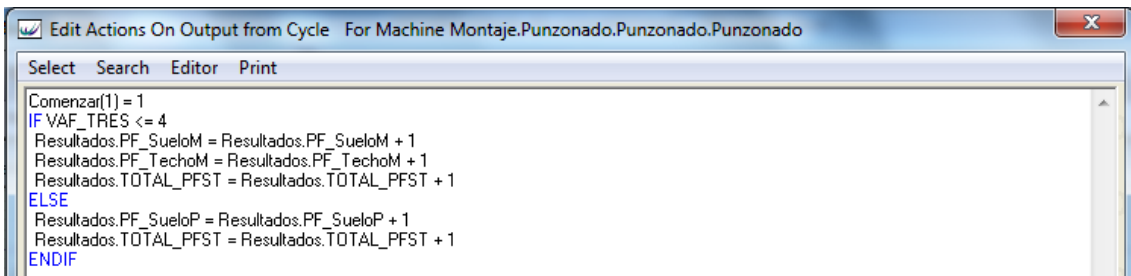 Edit Actions On Output from Cycle For Machine Montaje.Punzonado.Punzonado.Punzonado
Select Search Editor Print
Comenzar(1) = 1
IF VAF_TRES <= 4
Resultados.PF_SueloM = Resultados.PF_SueloM + 1
Resultados.PF_TechoM = Resultados.PF_TechoM + 1
Resultados.TOTAL_PFST = Resultados.TOTAL_PFST + 1
ELSE
Resultados.PF_SueloP = Resultados.PF_SueloP + 1
Resultados.TOTAL_PFST = Resultados.TOTAL_PFST + 1
ENDIF